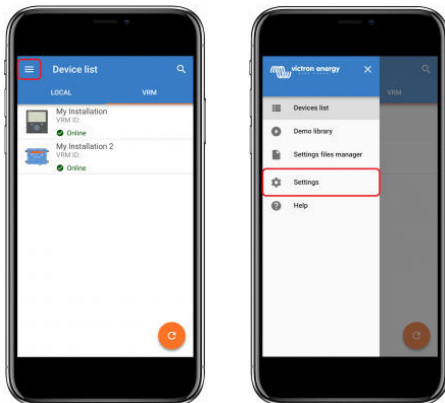 Device list
LOCAL
VRM
My Installation
VRM ID:
Online
My Installation 2
VRM ID:
Online
victron energy
VRM
Devices list
Demo library
Settings files manager
Settings
Help